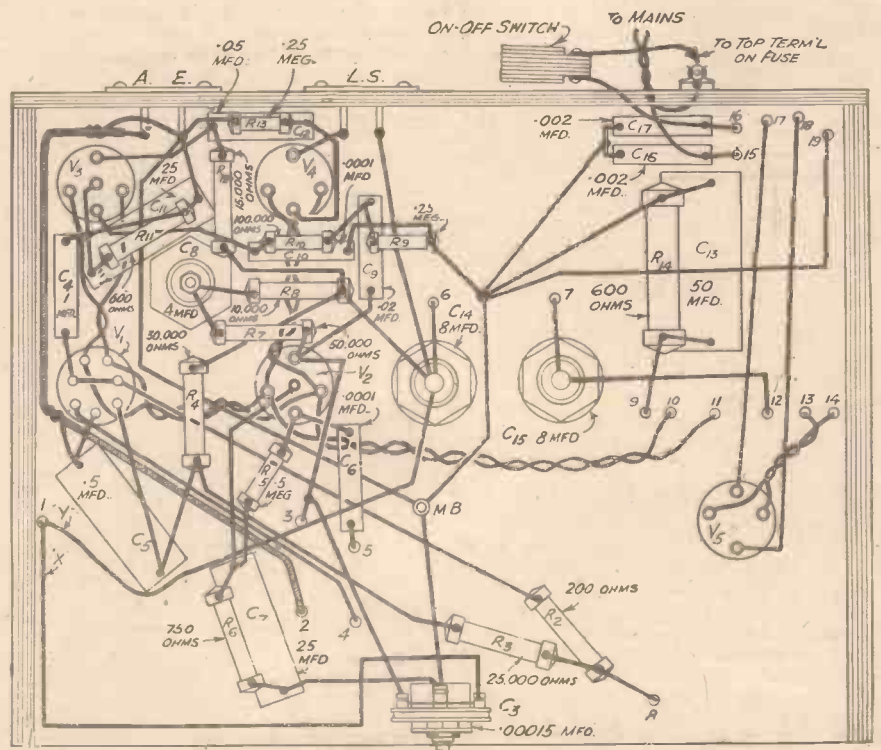 ON-OFF SWITCH
TO MAINS
TO TOP TERM'L
ON FUSE
.05
MFD.
.25
MEG.
A. E.
L.S.
R13
C12
.002
MFD.
C17
16
17
18
19
C16
15
.002
MFD.
V3
25
MFD
C11
15,000
OHMS
V4
.0001
MFD
100,000
OHMS
R10
C10
.25
MEG.
R9
R11
C8
C9
C4
1
MFD.
600
OHMS
4 MFD
10,000
OHMS
R8
.02
MFD
R14
C13
600
OHMS
50
MFD.
6
C14
8 MFD.
7
50,000
OHMS
R7
50,000
OHMS
V1
V2
R4
.0001
MFD.
C6
C15
8 MFD
9
10
11
12
13
14
.5
MFD.
R5
.5
MEG
1
Y
X
C5
3
5
MB
V5
2
4
750
OHMS
R6
C7
25
MFD
200 OHMS
R2
R3
25,000 OHMS
C3
.00015 MFD.
A